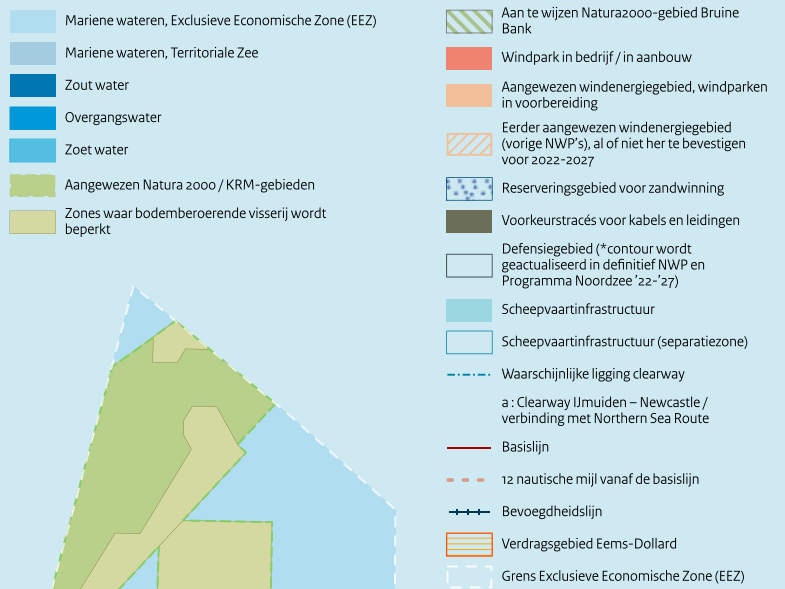 Mariene wateren, Exclusieve Economische Zone (EEZ)
Mariene wateren, Territoriale Zee
Zout water
Overgangswater
Zoet water
Aangewezen Natura 2000 / KRM-gebieden
Zones waar bodemberoerende visserij wordt
beperkt
Aan te wijzen Natura2000-gebied Bruine
Bank
Windpark in bedrijf / in aanbouw
Aangewezen windenergiegebied, windparken
in voorbereiding
Eerder aangewezen windenergiegebied
(vorige NWP's), al of niet her te bevestigen
voor 2022-2027
Reserveringsgebied voor zandwinning
Voorkeurstracés voor kabels en leidingen
Defensiegebied (*contour wordt
geactualiseerd in definitief NWP en
Programma Noordzee '22-'27)
Scheepvaartinfrastructuur
Scheepvaartinfrastructuur (separatiezone)
Waarschijnlijke ligging clearway
a : Clearway IJmuiden – Newcastle /
verbinding met Northern Sea Route
Basislijn
12 nautische mijl vanaf de basislijn
Bevoegdheidslijn
Verdragsgebied Eems-Dollard
Grens Exclusieve Economische Zone (EEZ)